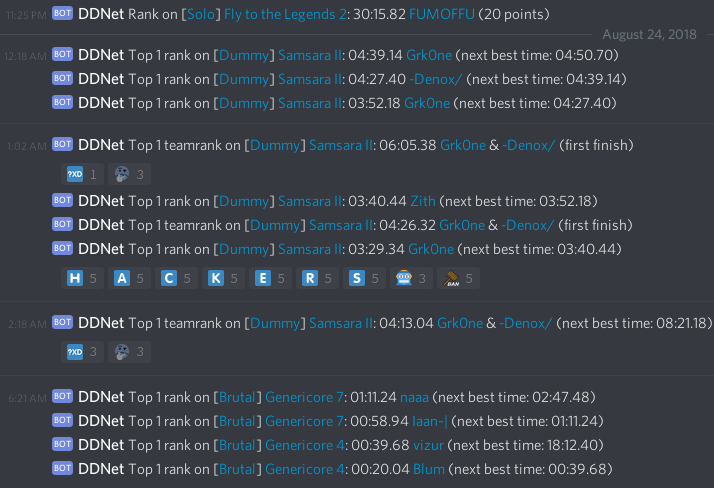 11:25 PM BOT DDNet Rank on [Solo] Fly to the Legends 2: 30:15.82 FUMOFFU (20 points)
August 24, 2018
12:18 AM BOT DDNet Top 1 rank on [Dummy] Samsara II: 04:39.14 Grk0ne (next best time: 04:50.70)
BOT DDNet Top 1 rank on [Dummy] Samsara II: 04:27.40 -Denox/ (next best time: 04:39.14)
BOT DDNet Top 1 rank on [Dummy] Samsara II: 03:52.18 Grk0ne (next best time: 04:27.40)
1:02 AM BOT DDNet Top 1 teamrank on [Dummy] Samsara II: 06:05.38 Grk0ne & -Denox/ (first finish)
?XD 1 3
BOT DDNet Top 1 rank on [Dummy] Samsara II: 03:40.44 Zith (next best time: 03:52.18)
BOT DDNet Top 1 teamrank on [Dummy] Samsara II: 04:26.32 Grk0ne & -Denox/ (first finish)
BOT DDNet Top 1 rank on [Dummy] Samsara II: 03:29.34 Grk0ne (next best time: 03:40.44)
H 5 A 5 C 5 K 5 E 5 R 5 S 5 3 BAN 5
2:18 AM BOT DDNet Top 1 teamrank on [Dummy] Samsara II: 04:13.04 Grk0ne & -Denox/ (next best time: 08:21.18)
?XD 3 3
6:21 AM BOT DDNet Top 1 rank on [Brutal] Genericore 7: 01:11.24 naaa (next best time: 02:47.48)
BOT DDNet Top 1 rank on [Brutal] Genericore 7: 00:58.94 laan-| (next best time: 01:11.24)
BOT DDNet Top 1 rank on [Brutal] Genericore 4: 00:39.68 vizur (next best time: 18:12.40)
BOT DDNet Top 1 rank on [Brutal] Genericore 4: 00:20.04 Blum (next best time: 00:39.68)